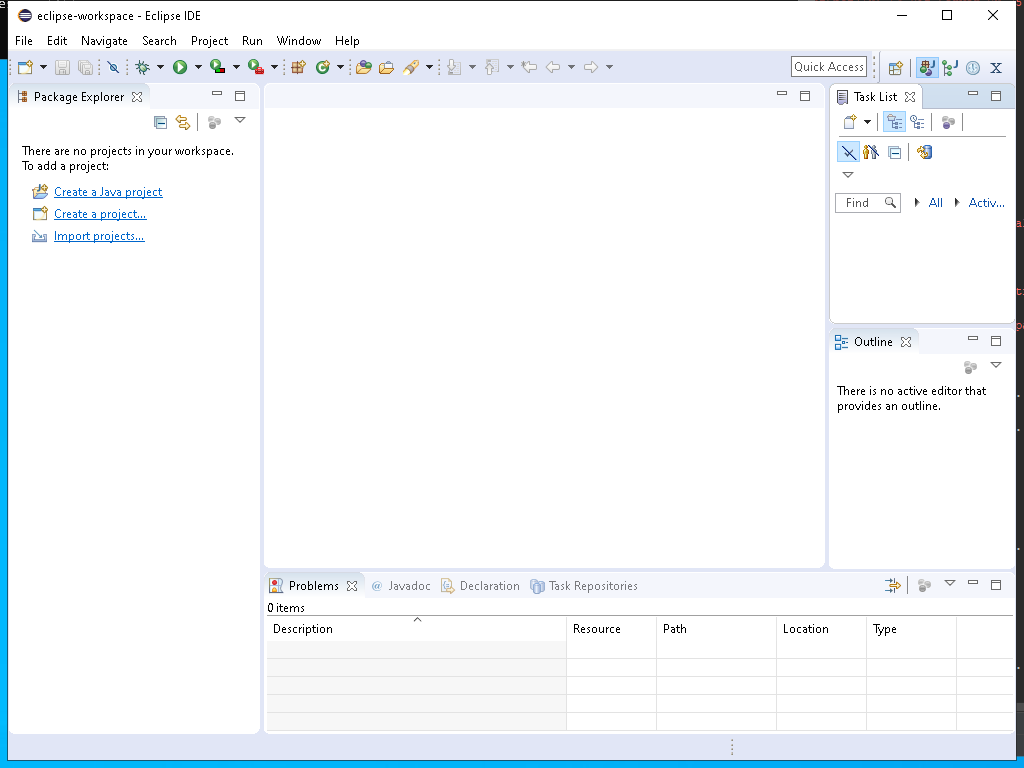 eclipse-workspace - Eclipse IDE
File Edit Navigate Search Project Run Window Help
Quick Access
Package Explorer
There are no projects in your workspace.
To add a project:
Create a Java project
Create a project...
Import projects...
Task List
Find All Activ...
Outline
There is no active editor that
provides an outline.
Problems @ Javadoc Declaration Task Repositories
0 items
Description Resource Path Location Type